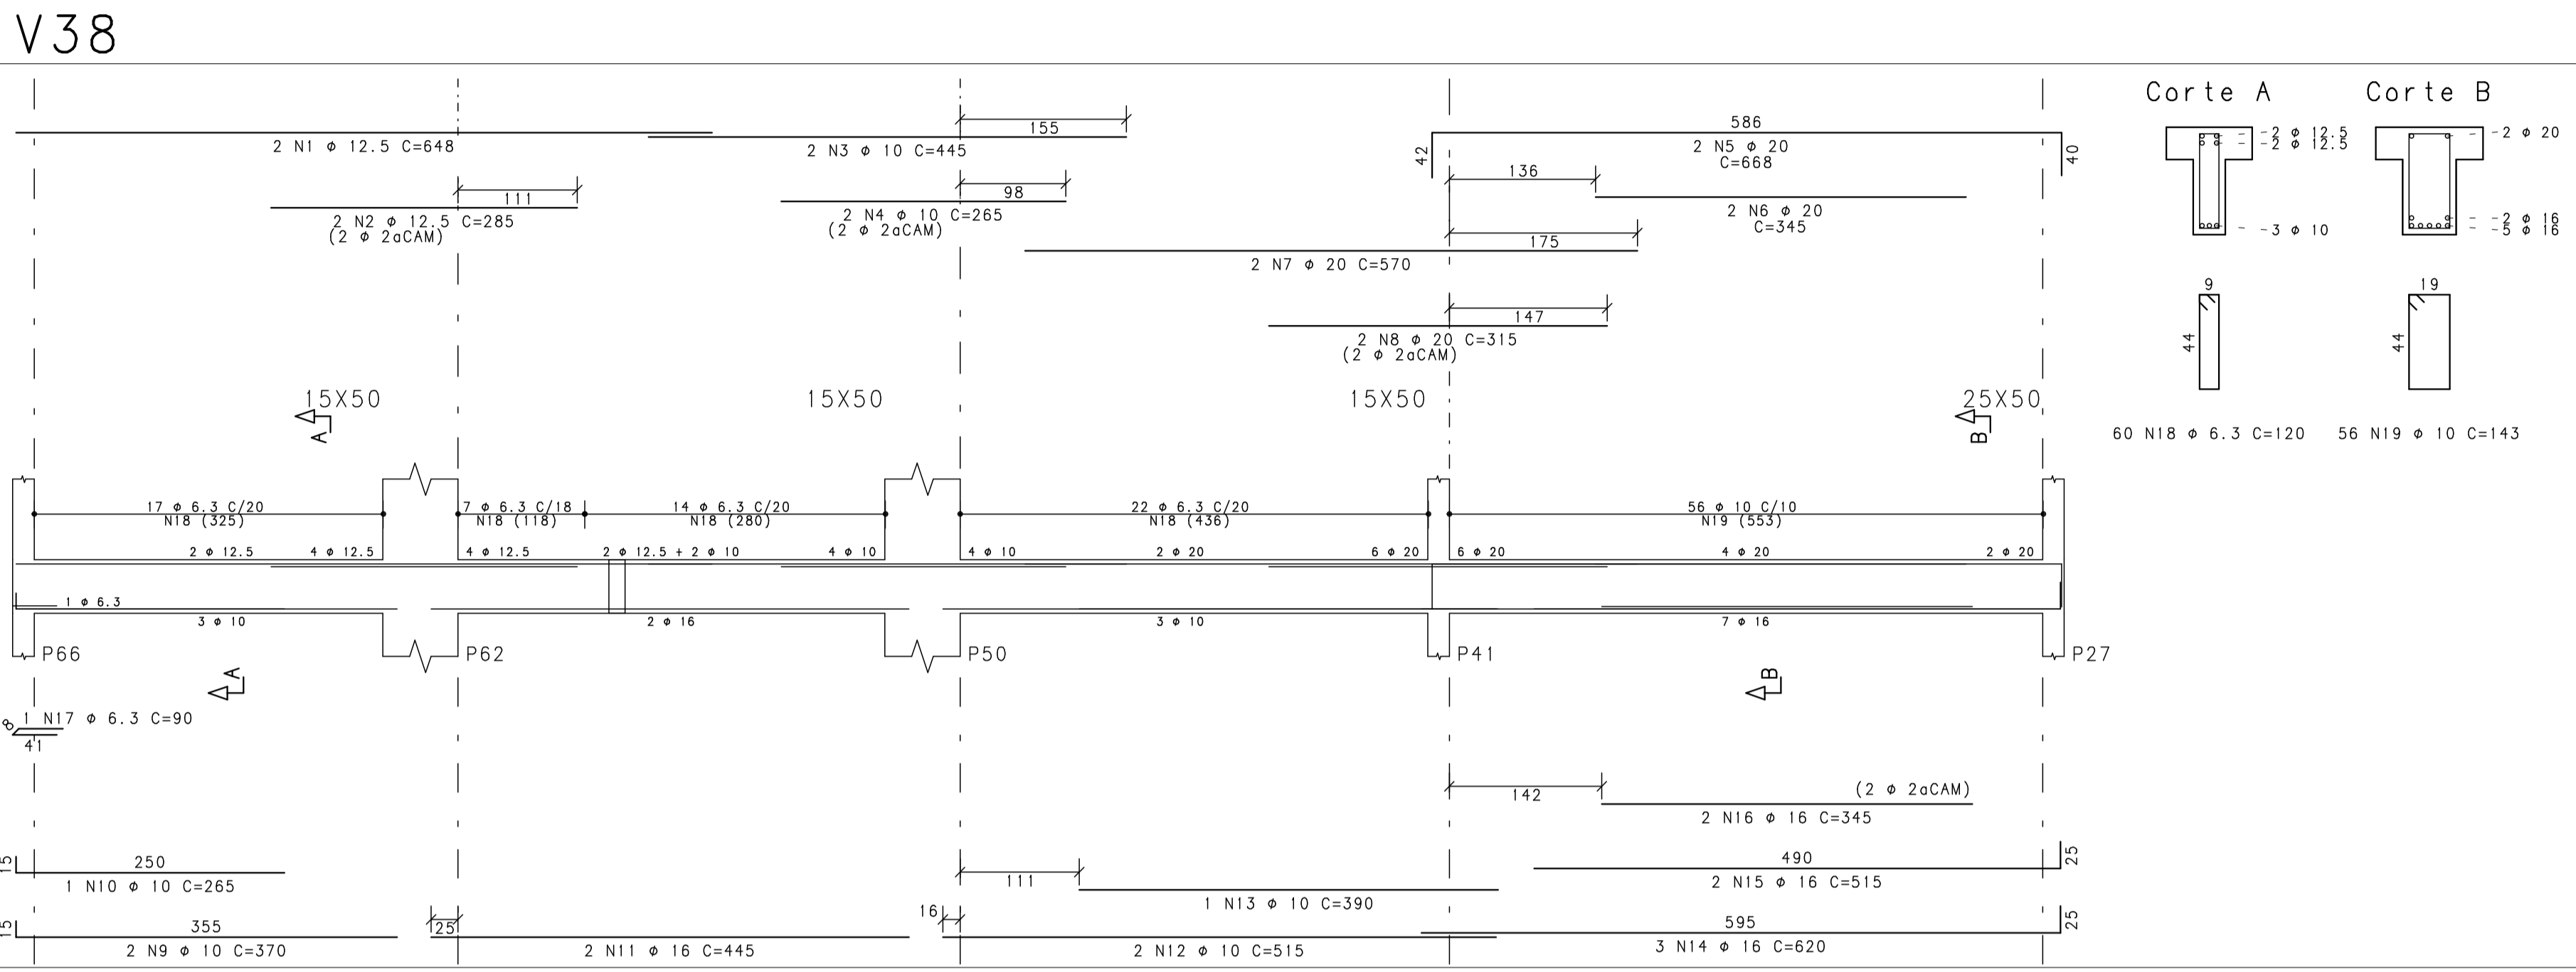 V38
Corte A
Corte B
2 N1 ø 12.5 C=648
155
2 N3 ø 10 C=445
586
2 N5 ø 20
C=668
42
40
-2 ø 12.5
-2 ø 12.5
-3 ø 10
-2 ø 20
-2 ø 16
-5 ø 16
111
2 N2 ø 12.5 C=285
(2 ø 2aCAM)
98
2 N4 ø 10 C=265
(2 ø 2aCAM)
136
2 N6 ø 20
C=345
175
2 N7 ø 20 C=570
147
2 N8 ø 20 C=315
(2 ø 2aCAM)
9
44
19
44
60 N18 ø 6.3 C=120
56 N19 ø 10 C=143
15X50
15X50
15X50
25X50
A
B
17 ø 6.3 C/20
N18 (325)
7 ø 6.3 C/18
N18 (118)
14 ø 6.3 C/20
N18 (280)
22 ø 6.3 C/20
N18 (436)
56 ø 10 C/10
N19 (553)
2 ø 12.5
4 ø 12.5
4 ø 12.5
2 ø 12.5 + 2 ø 10
4 ø 10
4 ø 10
2 ø 20
6 ø 20
6 ø 20
4 ø 20
2 ø 20
1 ø 6.3
3 ø 10
2 ø 16
3 ø 10
7 ø 16
P66
P62
P50
P41
P27
A
B
1 N17 ø 6.3 C=90
8
41
142
(2 ø 2aCAM)
2 N16 ø 16 C=345
15
250
1 N10 ø 10 C=265
111
1 N13 ø 10 C=390
490
25
2 N15 ø 16 C=515
15
355
2 N9 ø 10 C=370
25
2 N11 ø 16 C=445
16
2 N12 ø 10 C=515
595
25
3 N14 ø 16 C=620